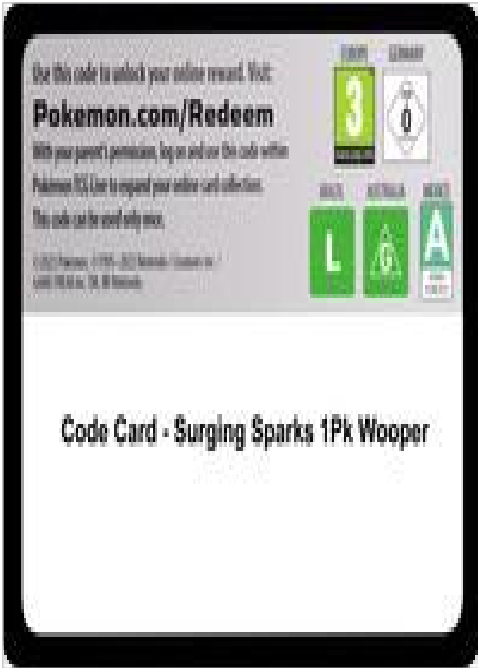 Use this code to unlock your online reward. Visit:
Pokemon.com/Redeem
With your parent's permission, log on and use this code within
Pokémon TCG Live to expand your online card collection.
This code can be used only once.
EUROPE GERMANY
3
0
BRAZIL AUSTRALIA MEXICO
L
G
A
Code Card - Surging Sparks 1Pk Wooper